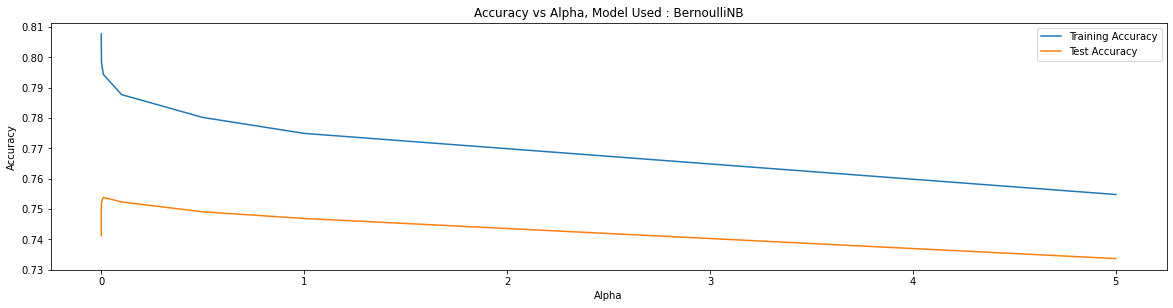 Accuracy vs Alpha, Model Used : BernoulliNB
Training Accuracy
Test Accuracy
0.81
0.80
0.79
0.78
0.77
0.76
0.75
0.74
0.73
Accuracy
0 1 2 3 4 5
Alpha